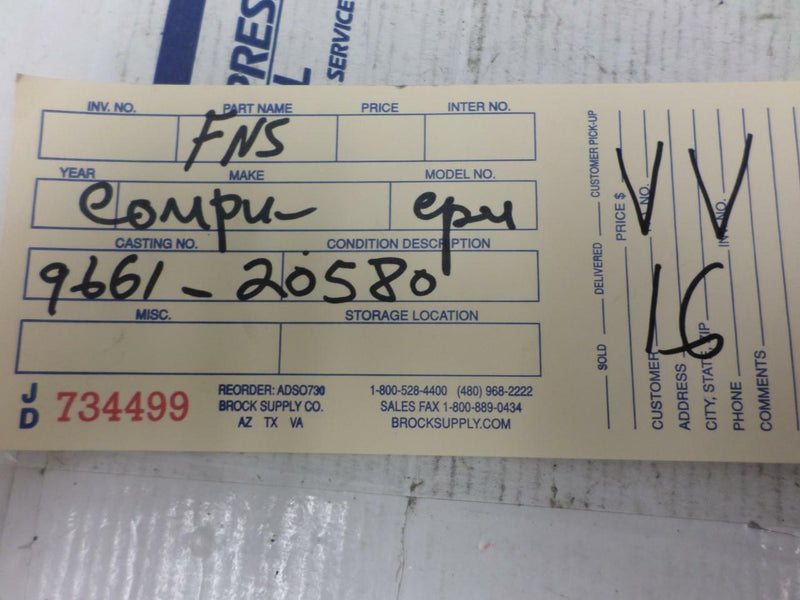 PRESS
L
SERVICE
INV. NO. PART NAME PRICE INTER NO.
FNS
YEAR MAKE MODEL NO.
Compu- cpu
CASTING NO. CONDITION DESCRIPTION
9661-20580
MISC. STORAGE LOCATION
JD 734499
REORDER: ADSO730
BROCK SUPPLY CO.
AZ TX VA
1-800-528-4400 (480) 968-2222
SALES FAX 1-800-889-0434
BROCKSUPPLY.COM
SOLD DELIVERED CUSTOMER PICK-UP
PRICE $
CUSTOMER
ADDRESS
CITY, STATE, ZIP
PHONE
COMMENTS
VV
16